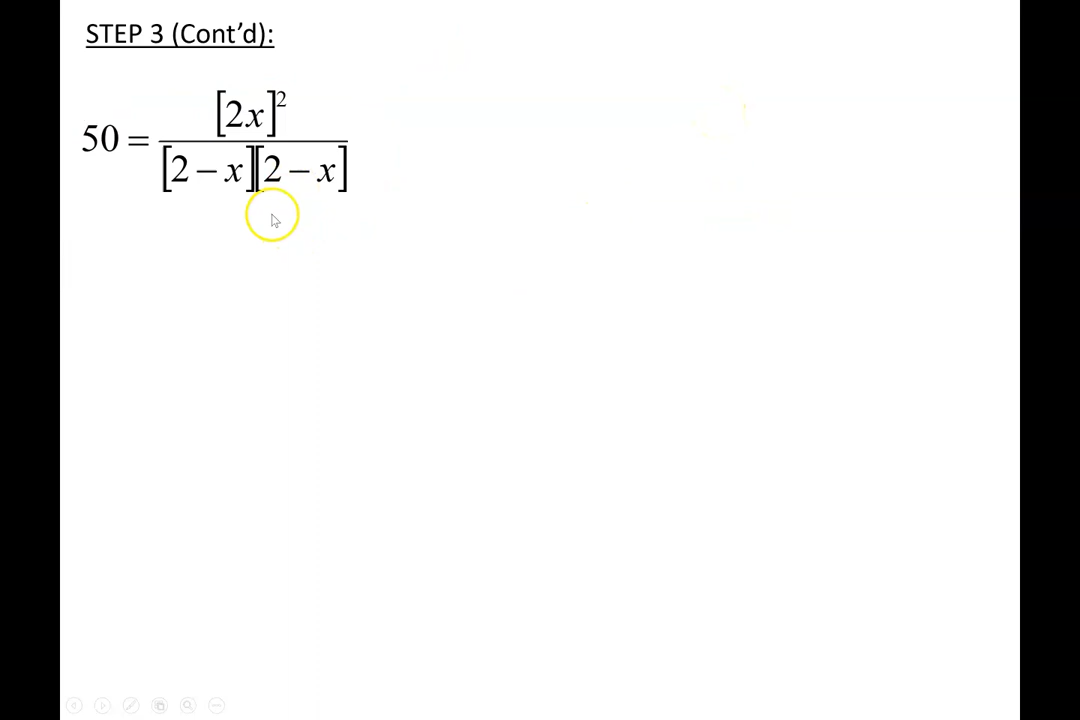 STEP 3 (Cont’d):
50 = [2x]² / [2 – x][2 – x]